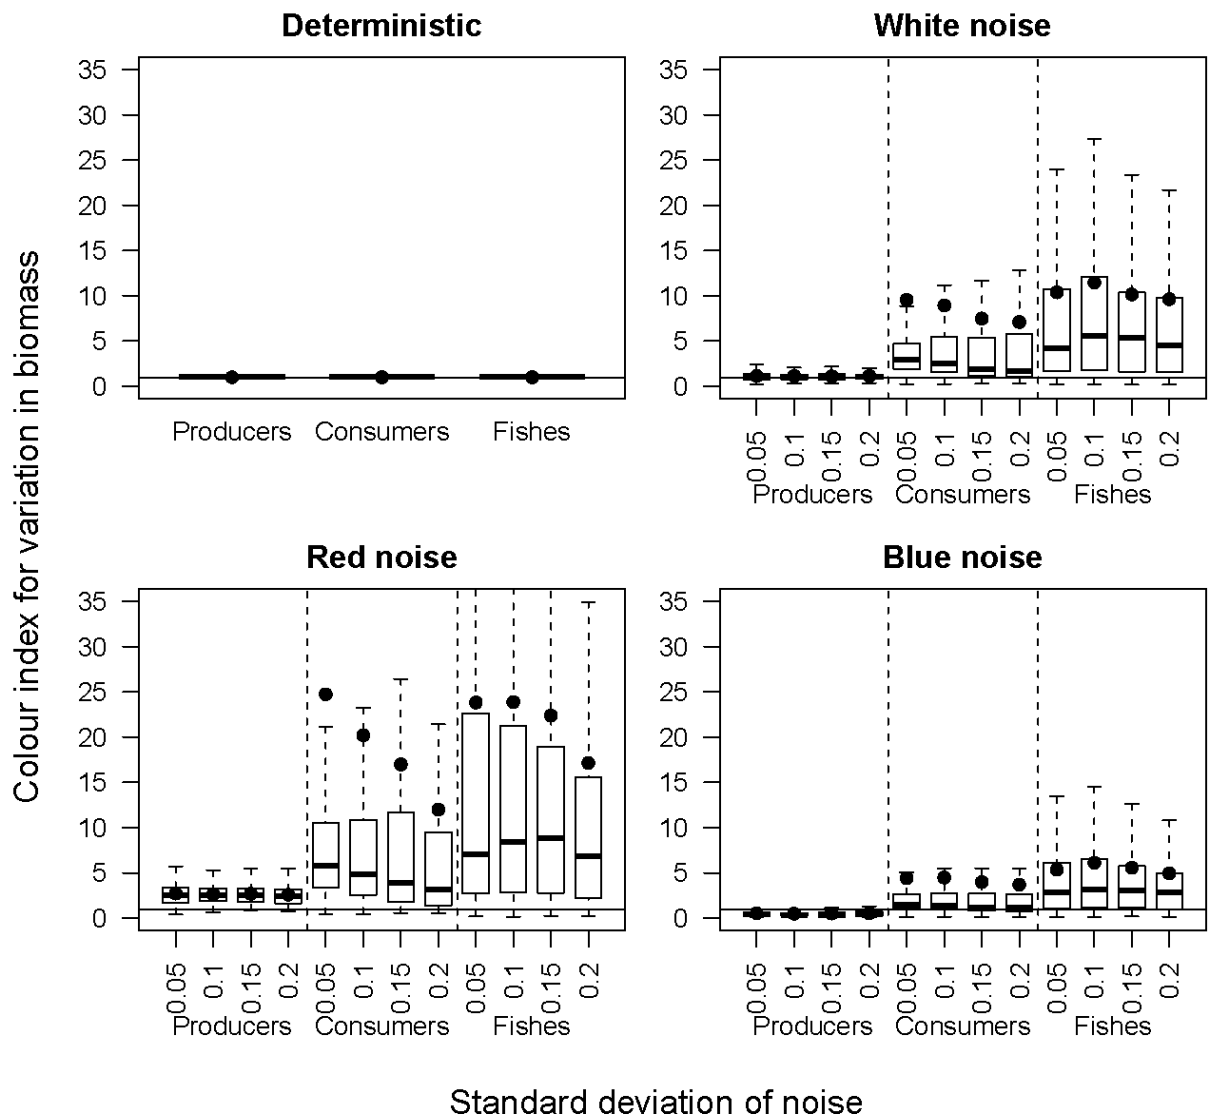 Deterministic
White noise
35
30
25
20
15
10
5
0
Producers Consumers Fishes
35
30
25
20
15
10
5
0
0.05 0.1 0.15 0.2 0.05 0.1 0.15 0.2 0.05 0.1 0.15 0.2
Producers Consumers Fishes
Colour index for variation in biomass
Red noise
Blue noise
35
30
25
20
15
10
5
0
0.05 0.1 0.15 0.2 0.05 0.1 0.15 0.2 0.05 0.1 0.15 0.2
Producers Consumers Fishes
35
30
25
20
15
10
5
0
0.05 0.1 0.15 0.2 0.05 0.1 0.15 0.2 0.05 0.1 0.15 0.2
Producers Consumers Fishes
Standard deviation of noise